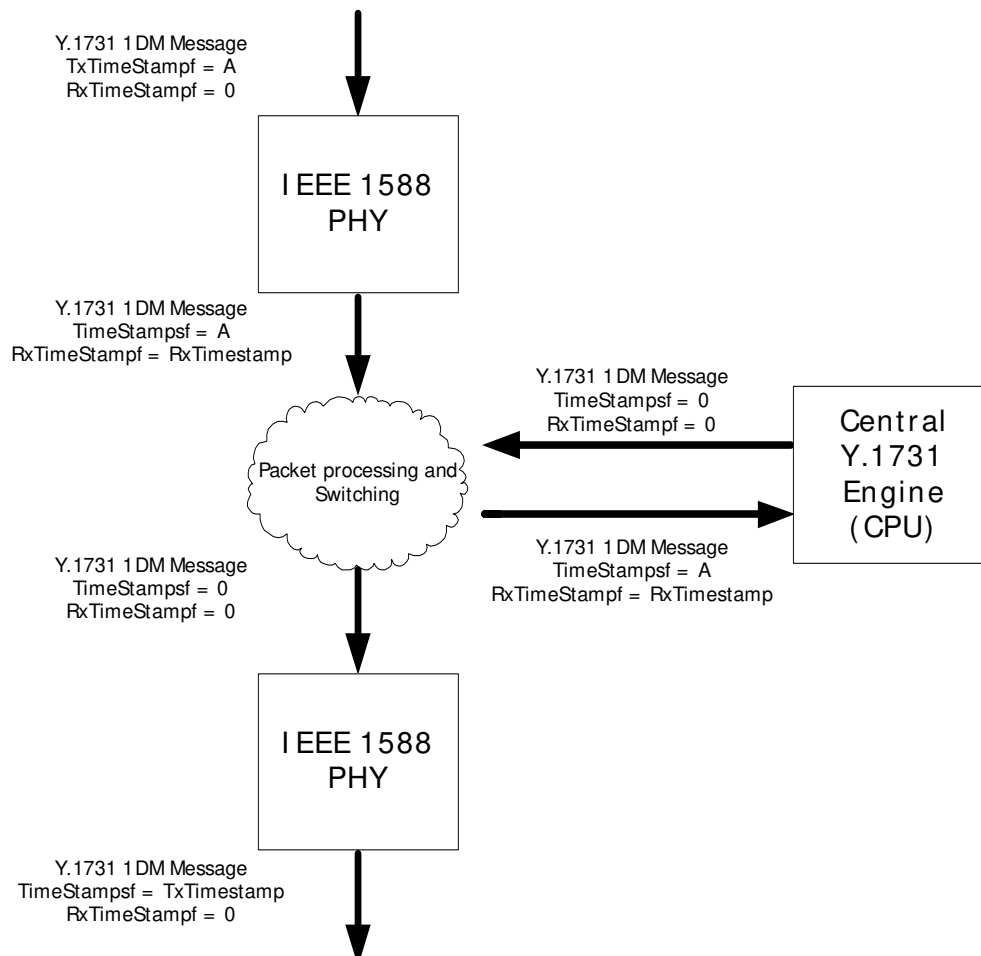 Y.1731 1DM Message
TxTimeStampf = A
RxTimeStampf = 0
IEEE 1588
PHY
Y.1731 1DM Message
TimeStampsf = A
RxTimeStampf = RxTimestamp
Y.1731 1DM Message
TimeStampsf = 0
RxTimeStampf = 0
Central
Y.1731
Engine
(CPU)
Packet processing and
Switching
Y.1731 1DM Message
TimeStampsf = A
RxTimeStampf = RxTimestamp
Y.1731 1DM Message
TimeStampsf = 0
RxTimeStampf = 0
IEEE 1588
PHY
Y.1731 1DM Message
TimeStampsf = TxTimestamp
RxTimeStampf = 0